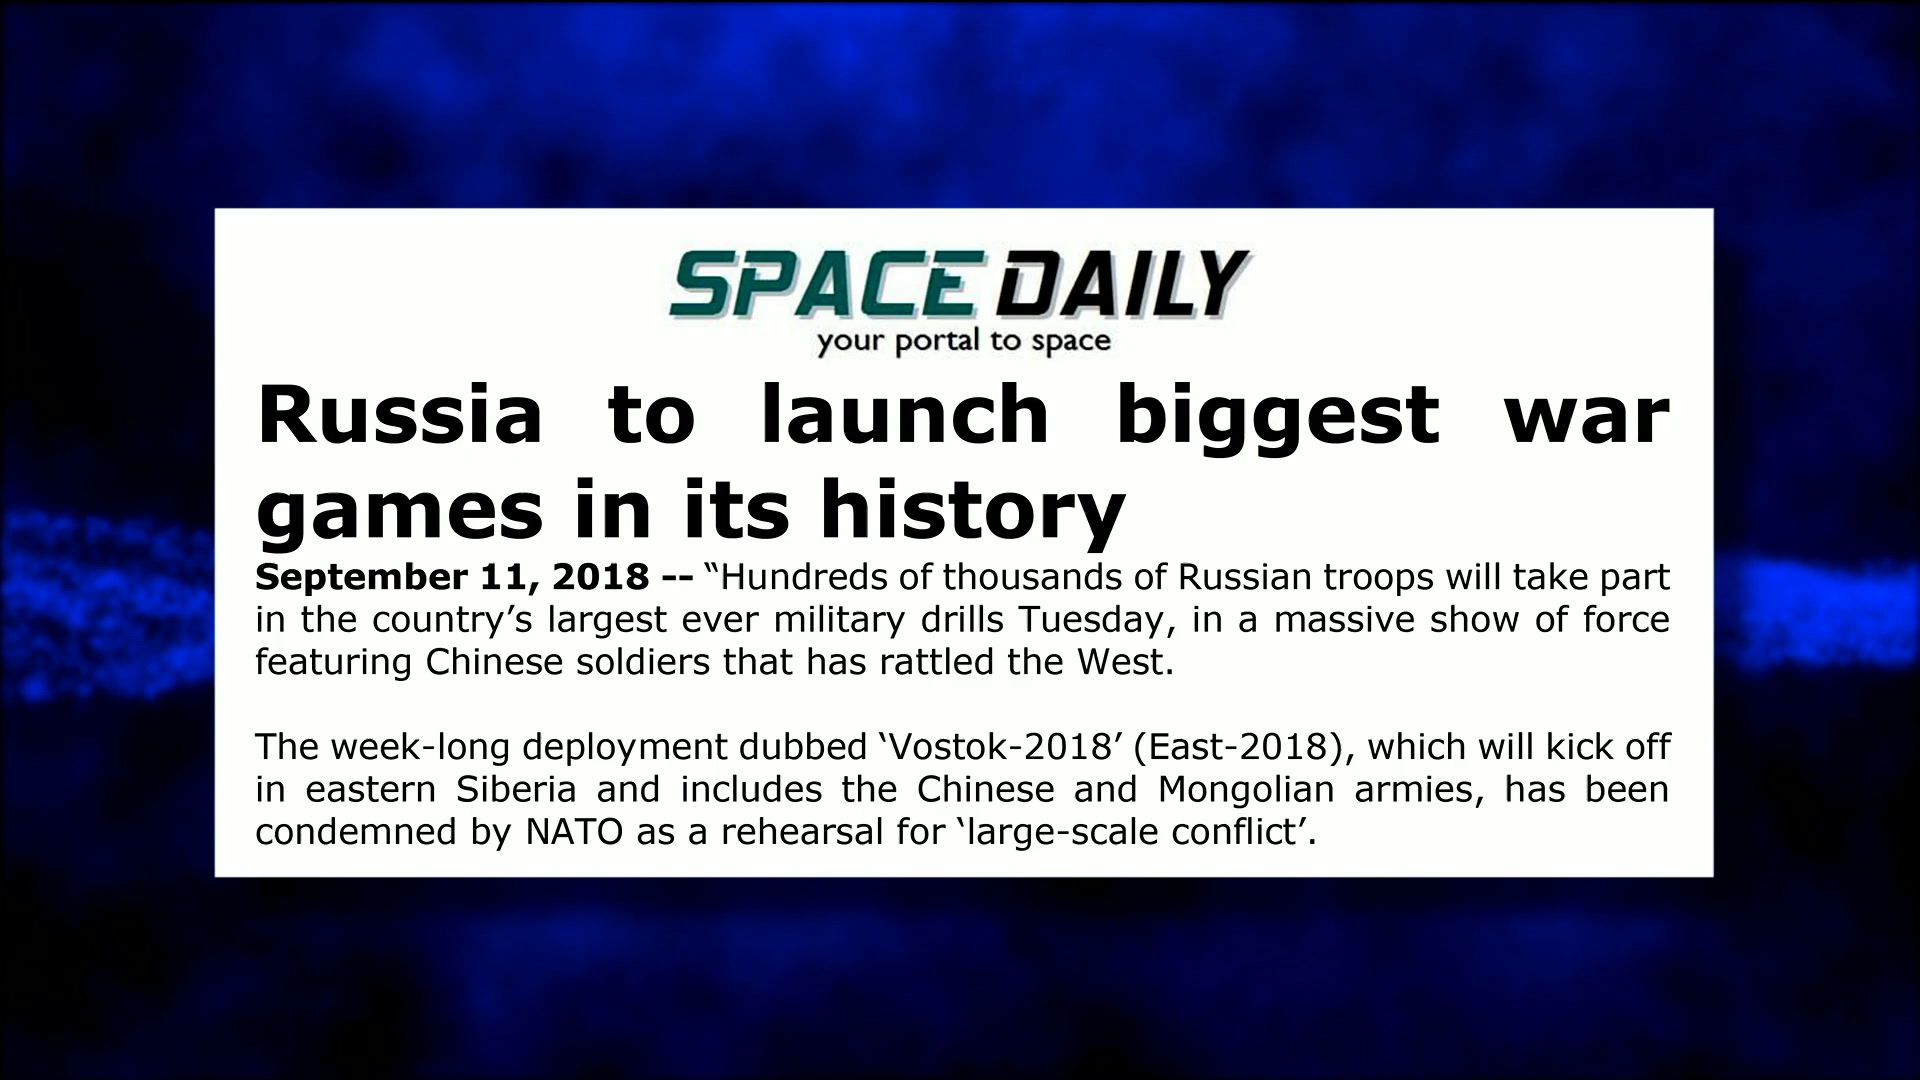 SPACE DAILY
your portal to space
Russia to launch biggest war
games in its history
September 11, 2018 -- “Hundreds of thousands of Russian troops will take part
in the country’s largest ever military drills Tuesday, in a massive show of force
featuring Chinese soldiers that has rattled the West.
The week-long deployment dubbed ‘Vostok-2018’ (East-2018), which will kick off
in eastern Siberia and includes the Chinese and Mongolian armies, has been
condemned by NATO as a rehearsal for ‘large-scale conflict’.